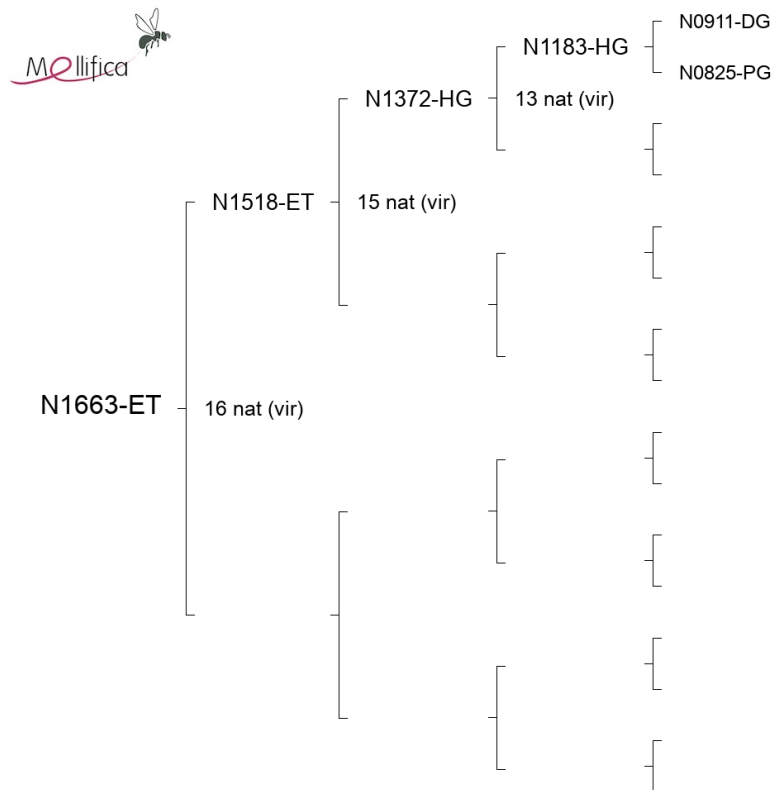 Mellifica
N0911-DG
N1183-HG
N0825-PG
N1372-HG
13 nat (vir)
N1518-ET
15 nat (vir)
N1663-ET
16 nat (vir)